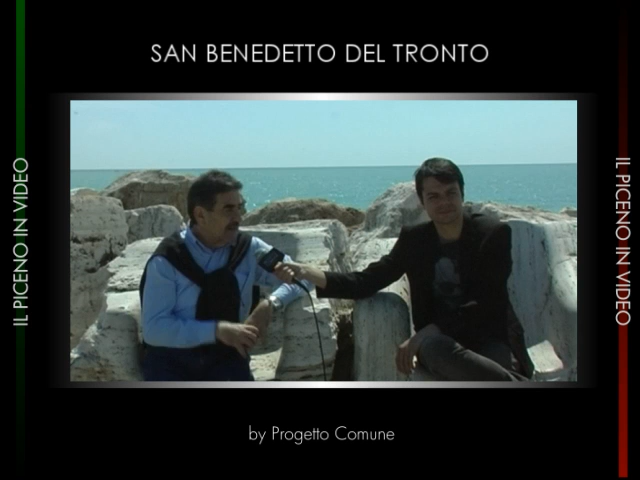 SAN BENEDETTO DEL TRONTO
IL PICENO IN VIDEO
IL PICENO IN VIDEO
by Progetto Comune